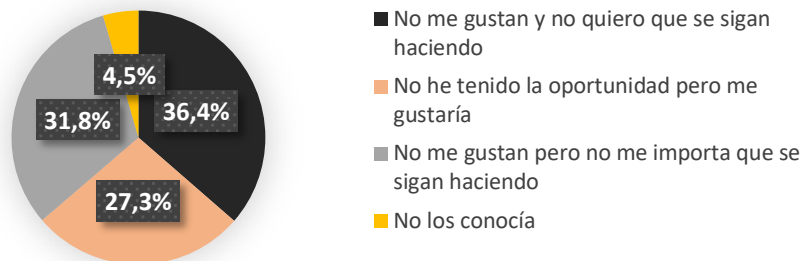 4,5%
31,8%
36,4%
27,3%
No me gustan y no quiero que se sigan
haciendo
No he tenido la oportunidad pero me
gustaría
No me gustan pero no me importa que se
sigan haciendo
No los conocía